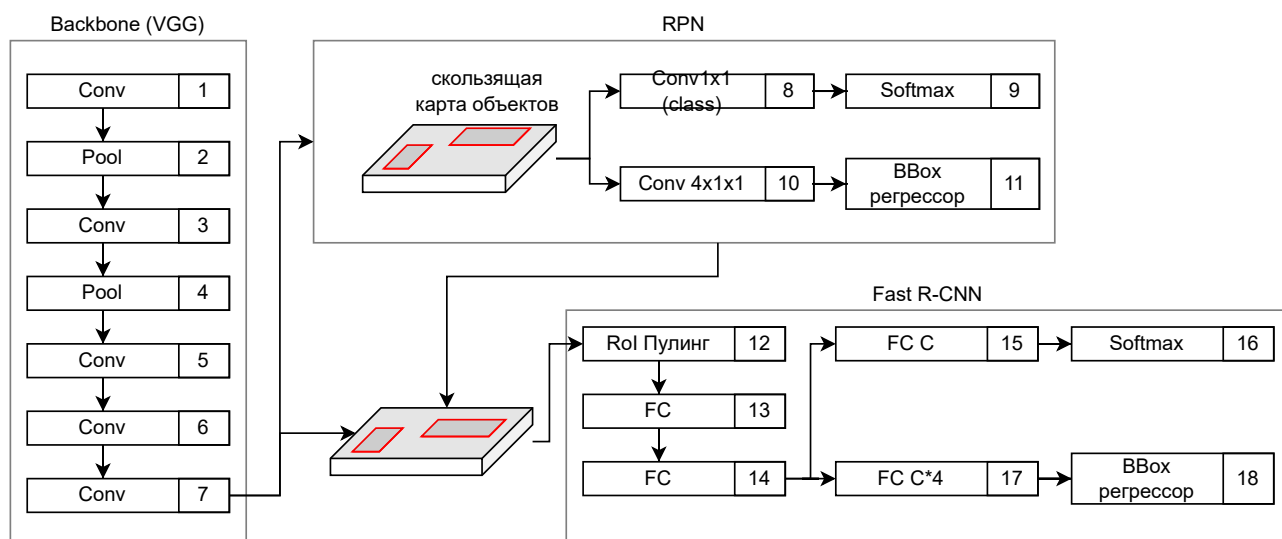 Backbone (VGG)
Conv 1
Pool 2
Conv 3
Pool 4
Conv 5
Conv 6
Conv 7
RPN
скользящая
карта объектов
Conv1x1
(class)
8
Softmax 9
Conv 4x1x1 10
BBox
регрессор
11
Fast R-CNN
RoI Пулинг 12
FC 13
FC 14
FC C 15
Softmax 16
FC C*4 17
BBox
регрессор
18